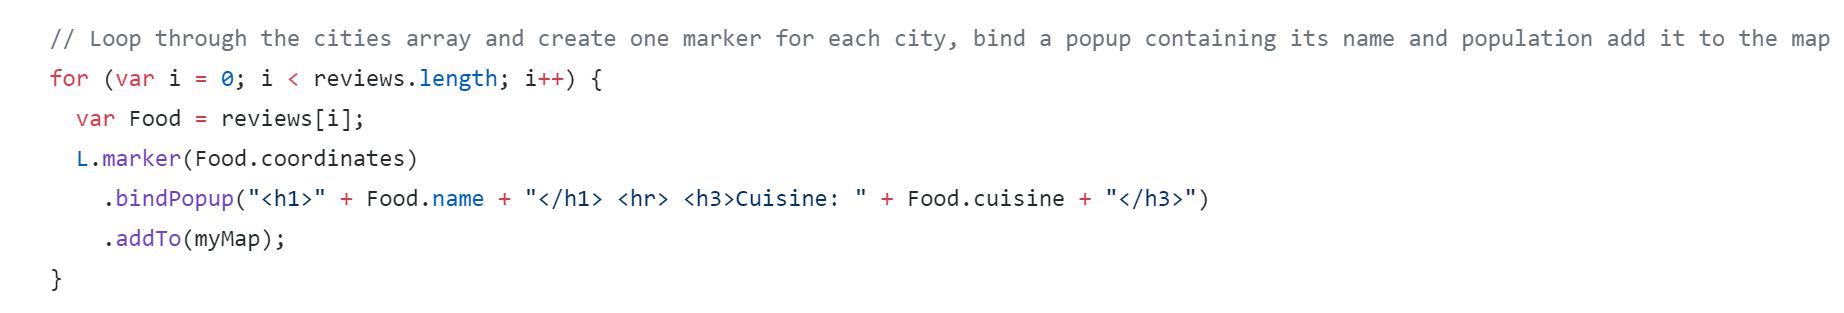 // Loop through the cities array and create one marker for each city, bind a popup containing its name and population add it to the map
for (var i = 0; i < reviews.length; i++) {
  var Food = reviews[i];
  L.marker(Food.coordinates)
    .bindPopup("<h1>" + Food.name + "</h1> <hr> <h3>Cuisine: " + Food.cuisine + "</h3>")
    .addTo(myMap);
}